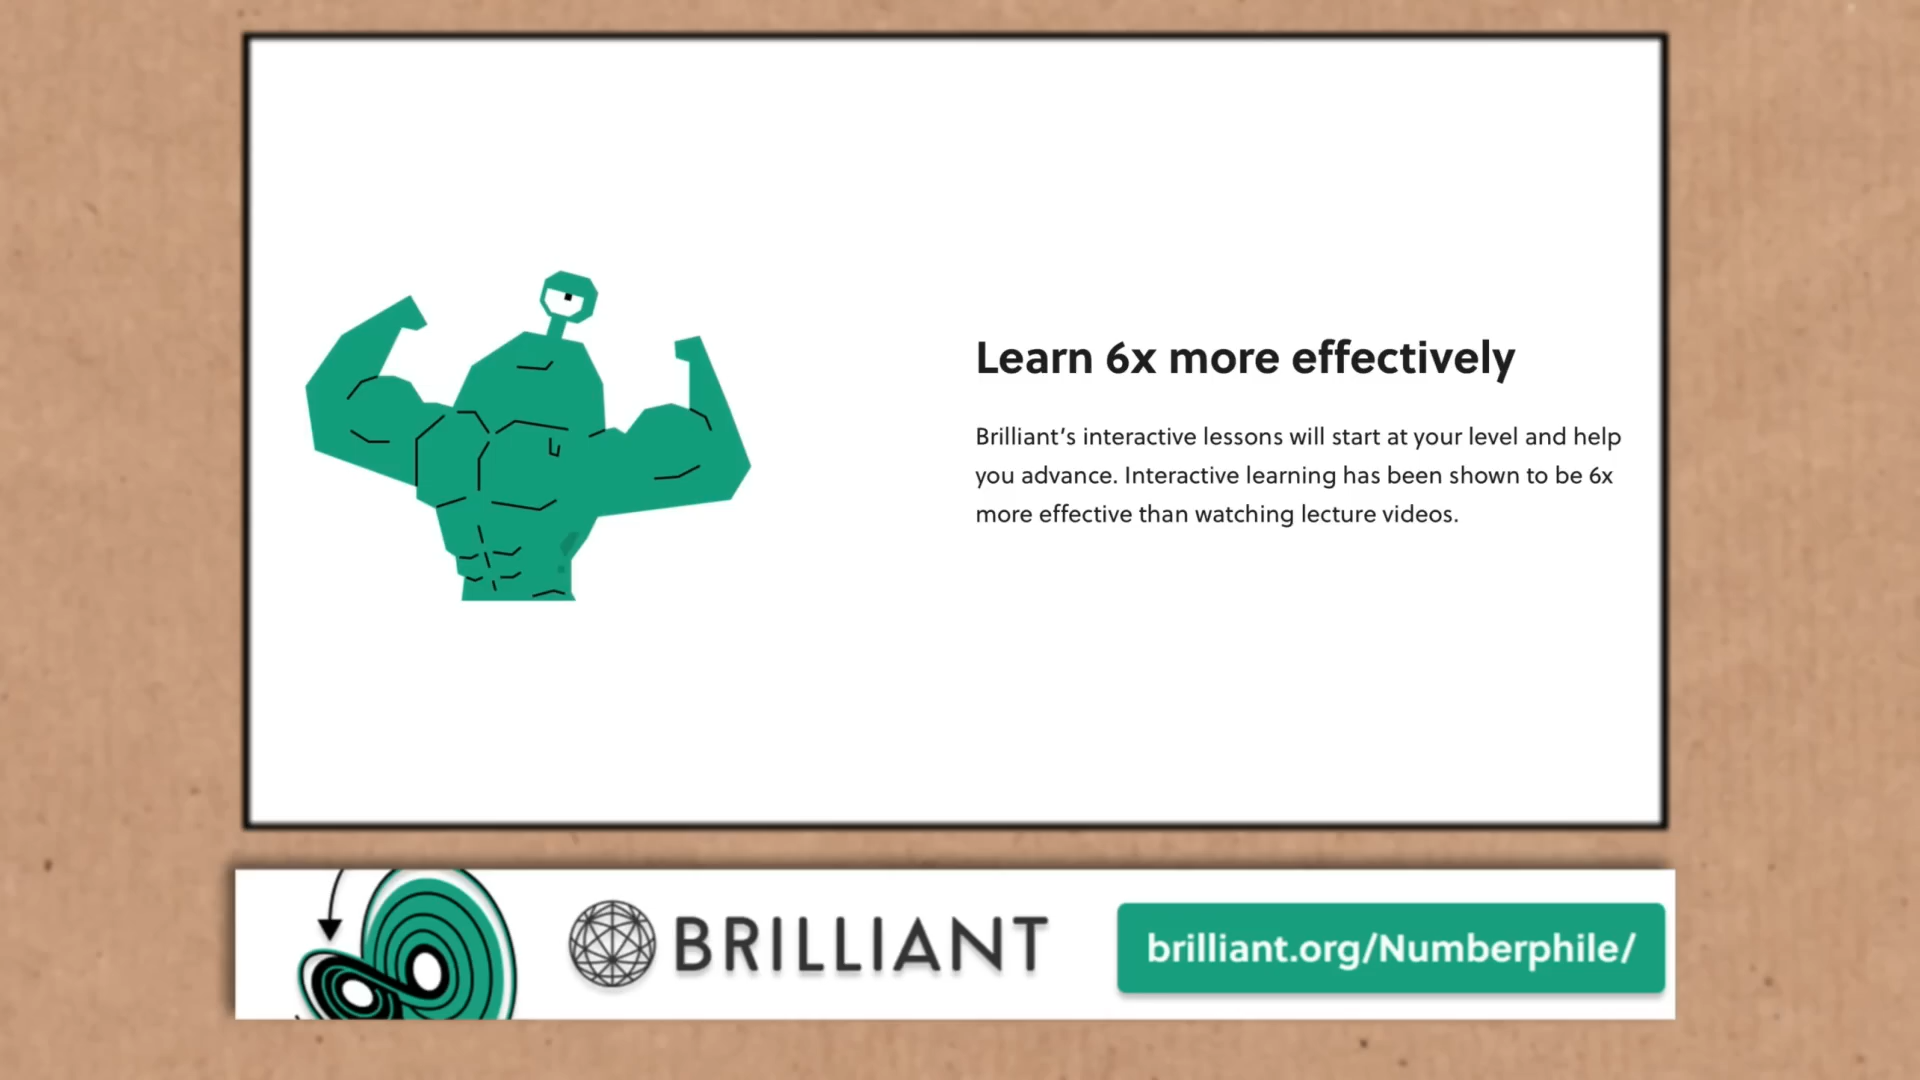 Learn 6x more effectively
Brilliant’s interactive lessons will start at your level and help
you advance. Interactive learning has been shown to be 6x
more effective than watching lecture videos.
BRILLIANT
brilliant.org/Numberphile/